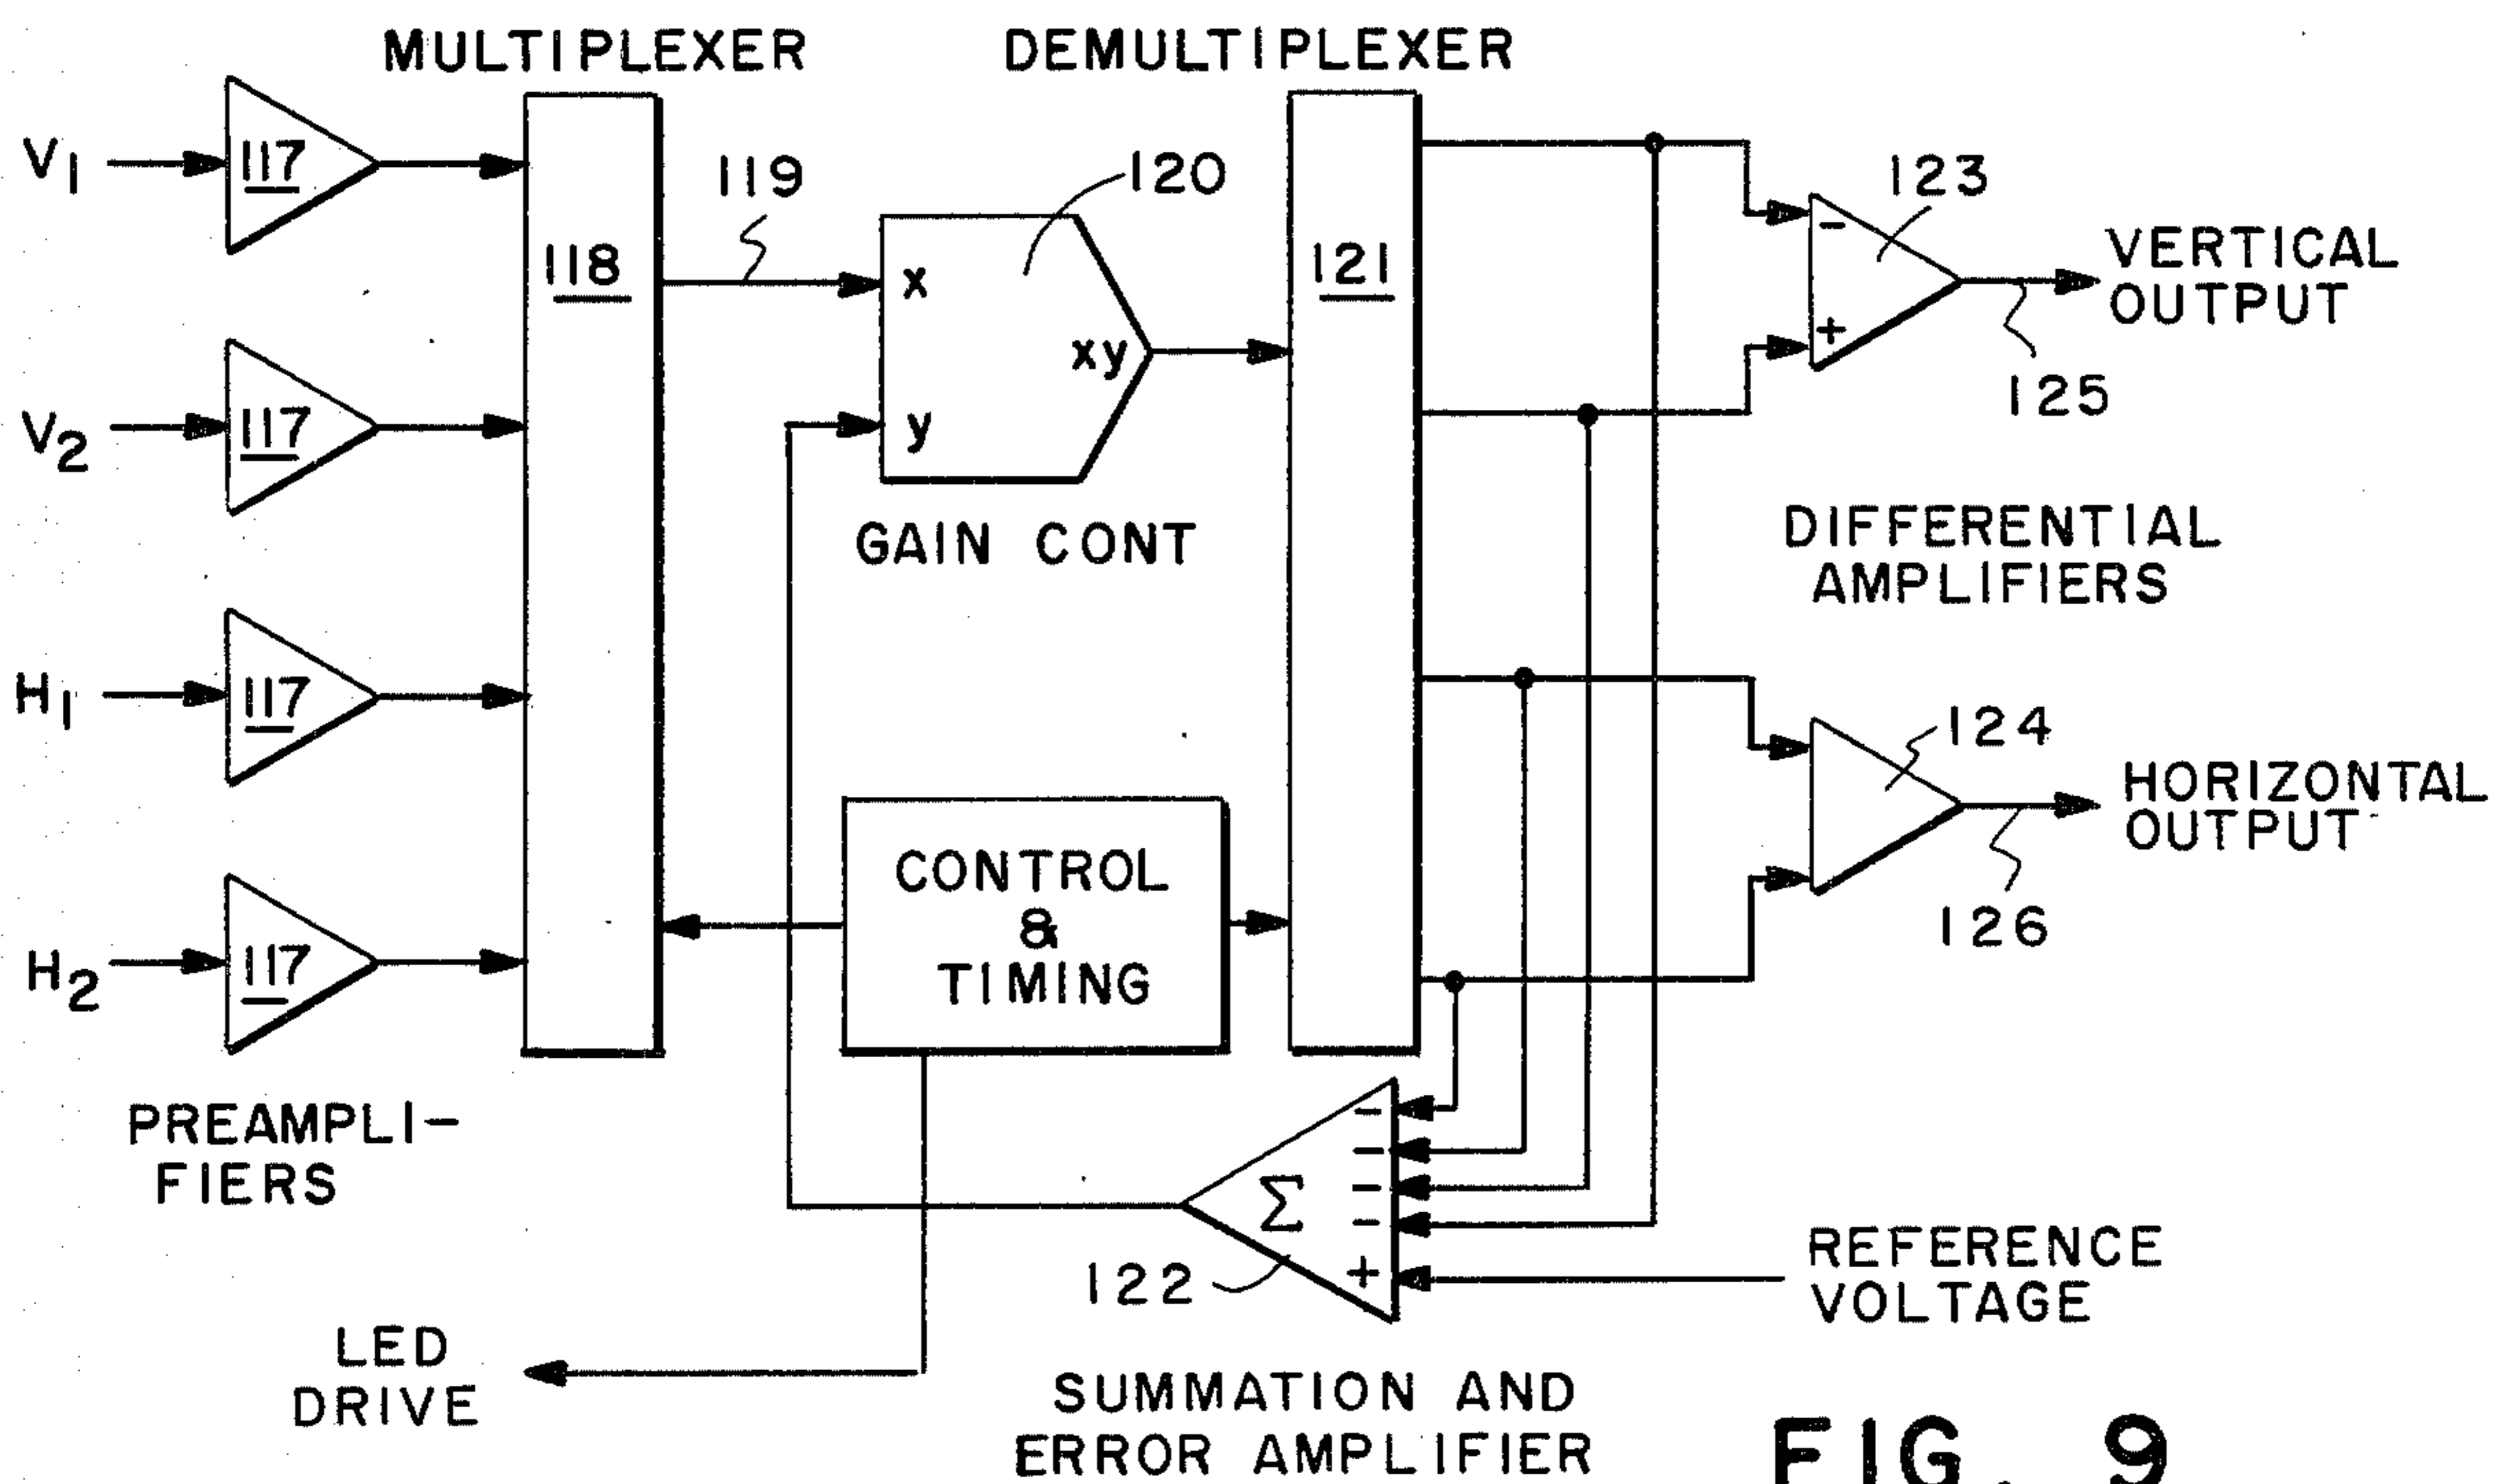 MULTIPLEXER
DEMULTIPLEXER
V1
117
118
119
120
x
y
xy
GAIN CONT
121
123
-
+
VERTICAL
OUTPUT
125
V2
117
DIFFERENTIAL
AMPLIFIERS
H1
117
124
HORIZONTAL
OUTPUT
126
CONTROL
&
TIMING
H2
117
PREAMPLI-
FIERS
Σ
-
-
-
-
+
122
REFERENCE
VOLTAGE
LED
DRIVE
SUMMATION AND
ERROR AMPLIFIER
FIG. 9